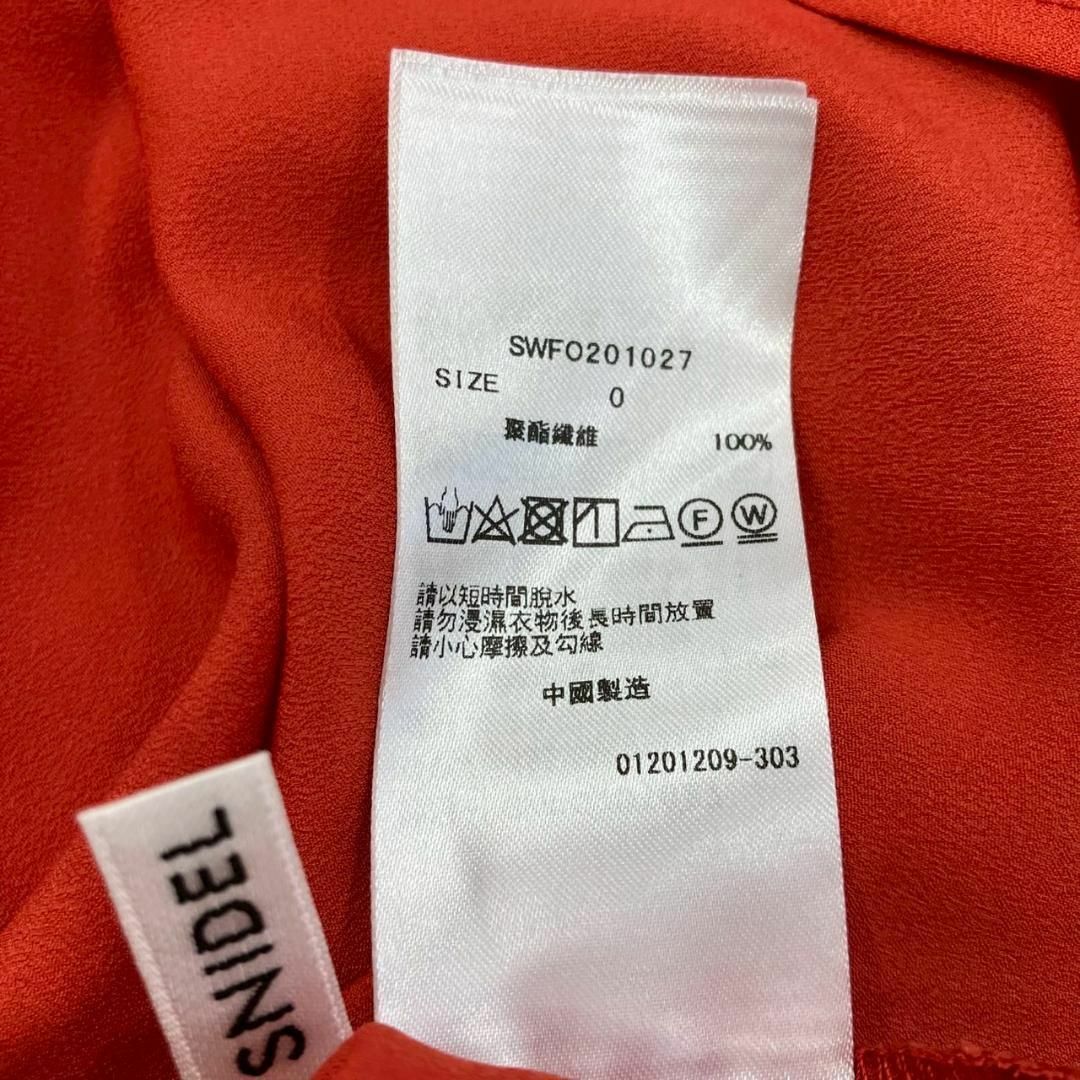 SWFO201027
SIZE 0
聚酯纖維 100%
F W
請以短時間脫水
請勿浸濕衣物後長時間放置
請小心摩擦及勾線
中國製造
01201209-303
SNIDEL